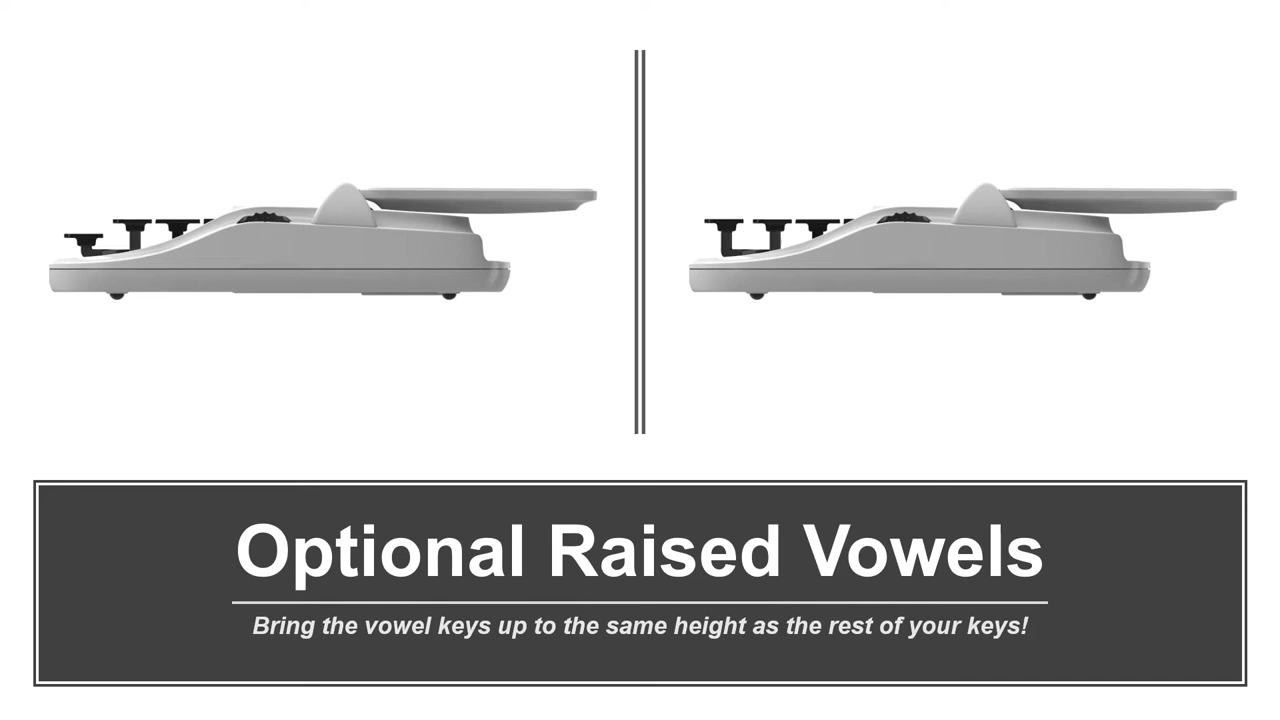 Optional Raised Vowels
Bring the vowel keys up to the same height as the rest of your keys!